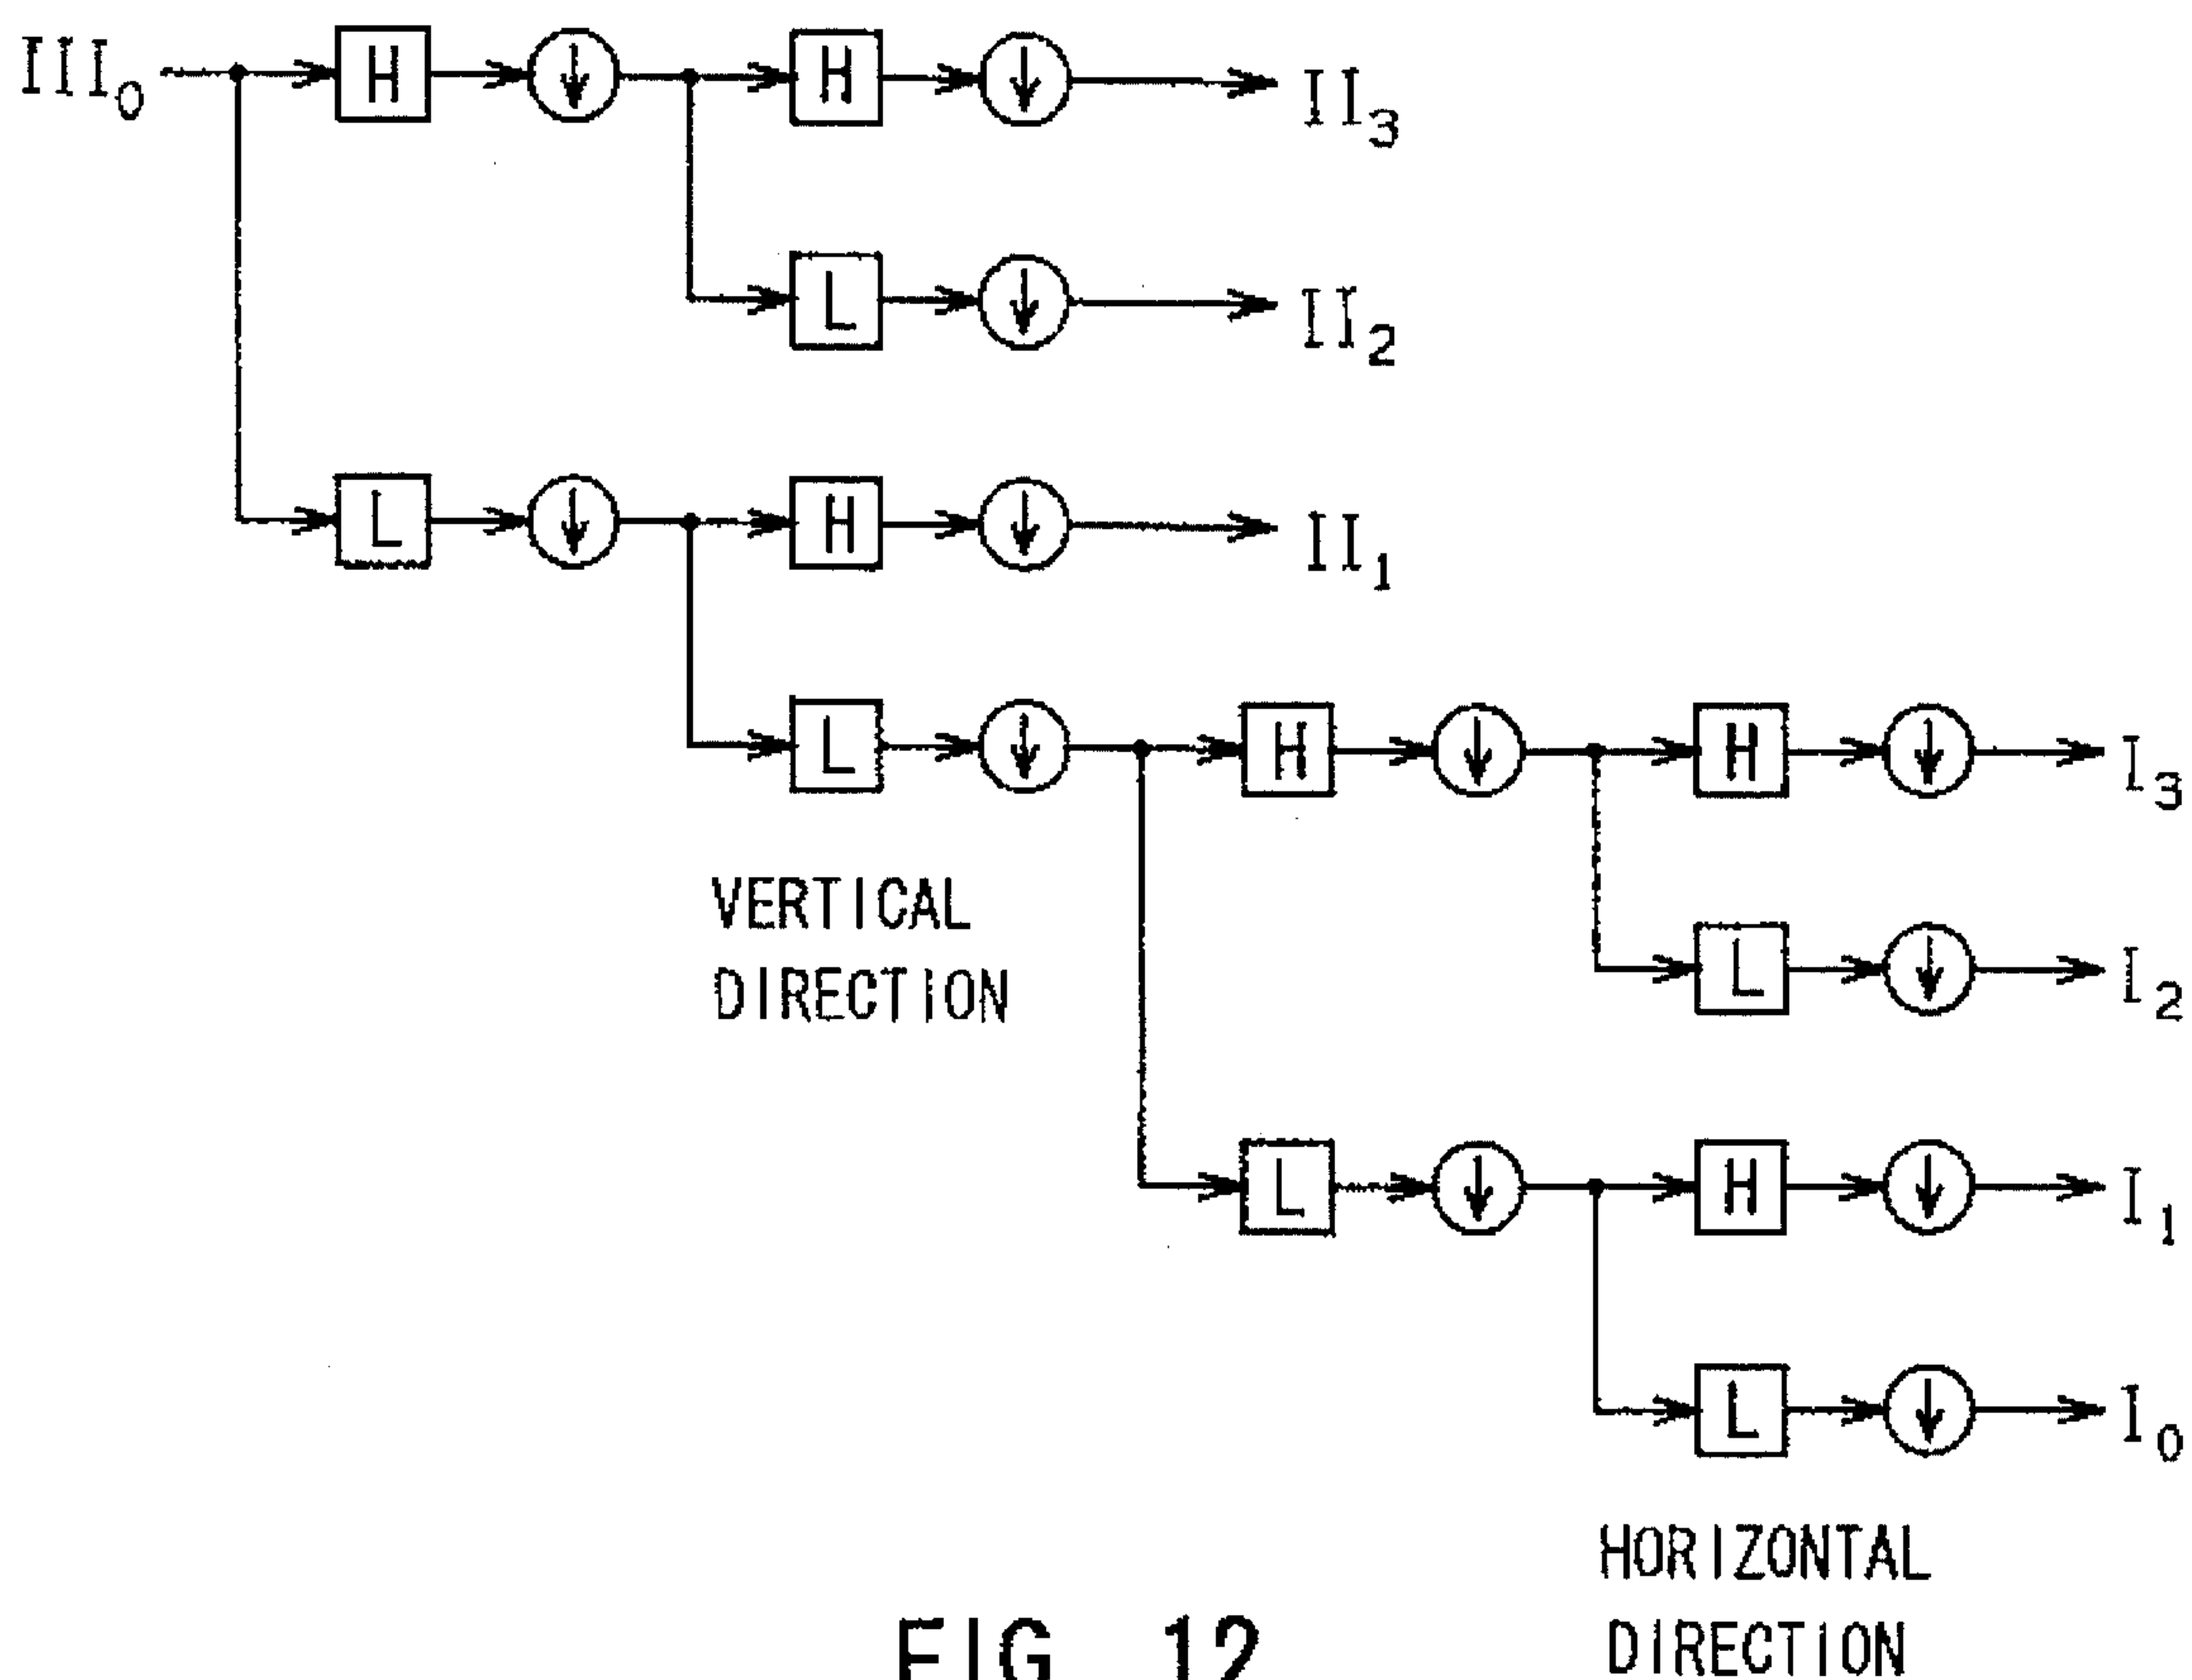 III0 H ↓ H ↓ II3
L ↓ II2
L ↓ H ↓ II1
L ↓ H ↓ H ↓ I3
VERTICAL
DIRECTION
L ↓ I2
L ↓ H ↓ I1
L ↓ I0
HORIZONTAL
DIRECTION
FIG. 12